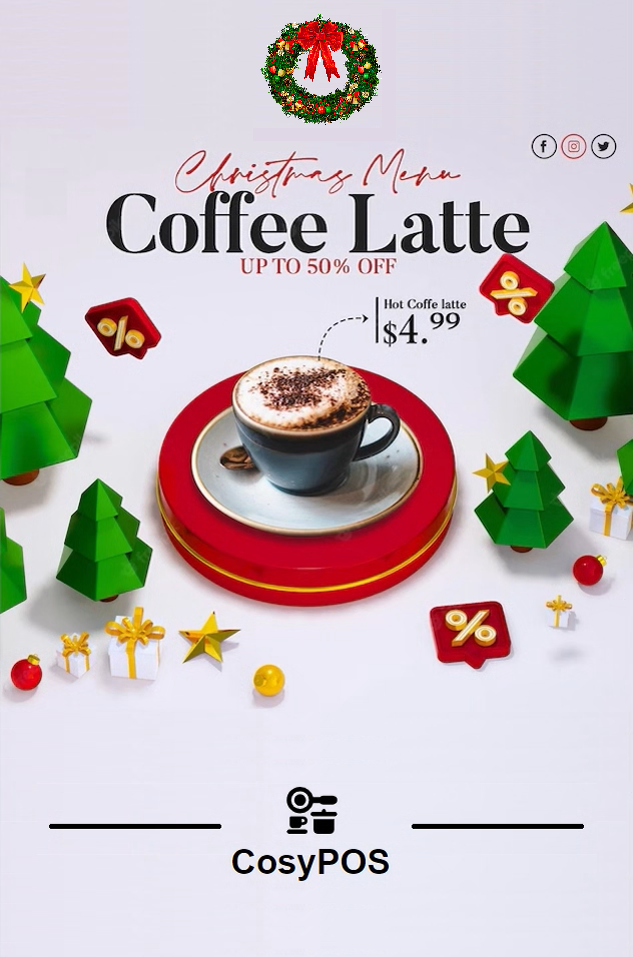 Christmas Menu
Coffee Latte
UP TO 50% OFF
Hot Coffe latte
$4.99
%
%
%
CosyPOS